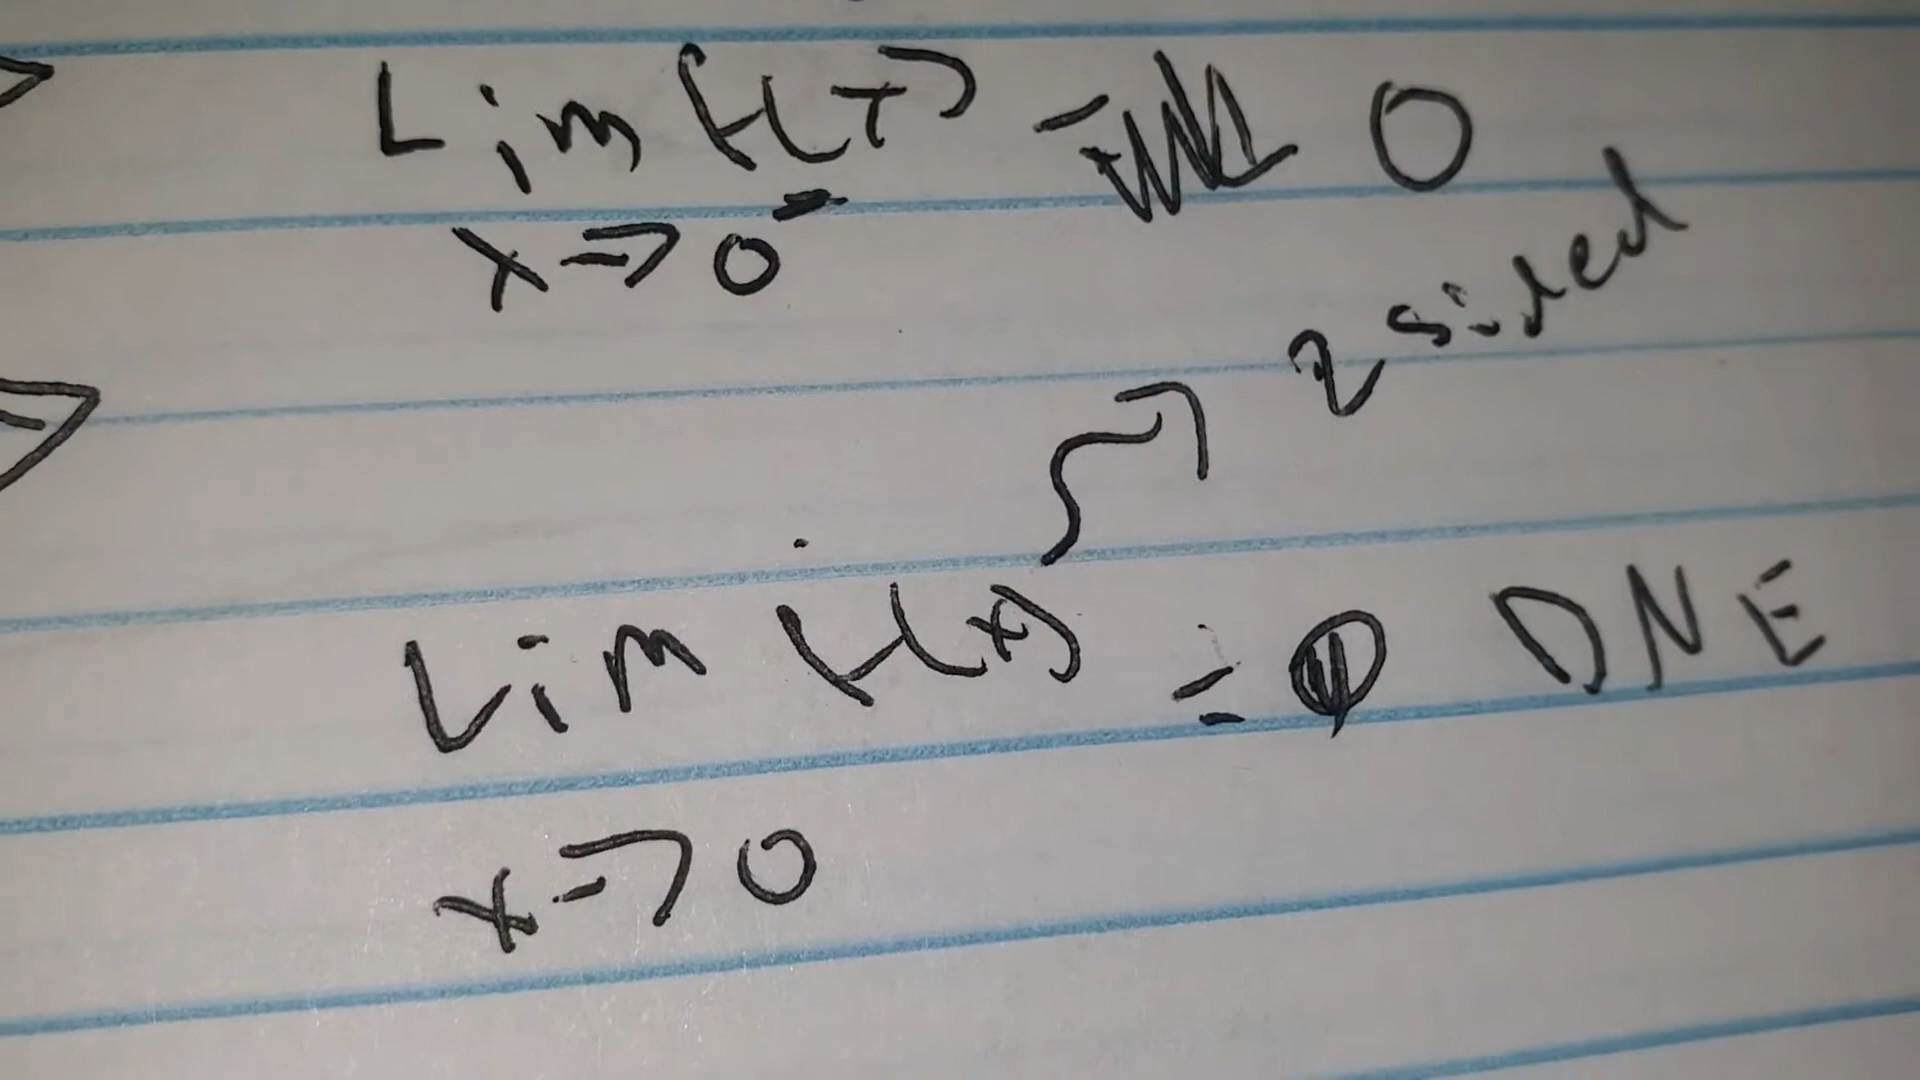 Lim f(x) = 0
x → 0⁻
2 sided
Lim f(x) = DNE
x → 0